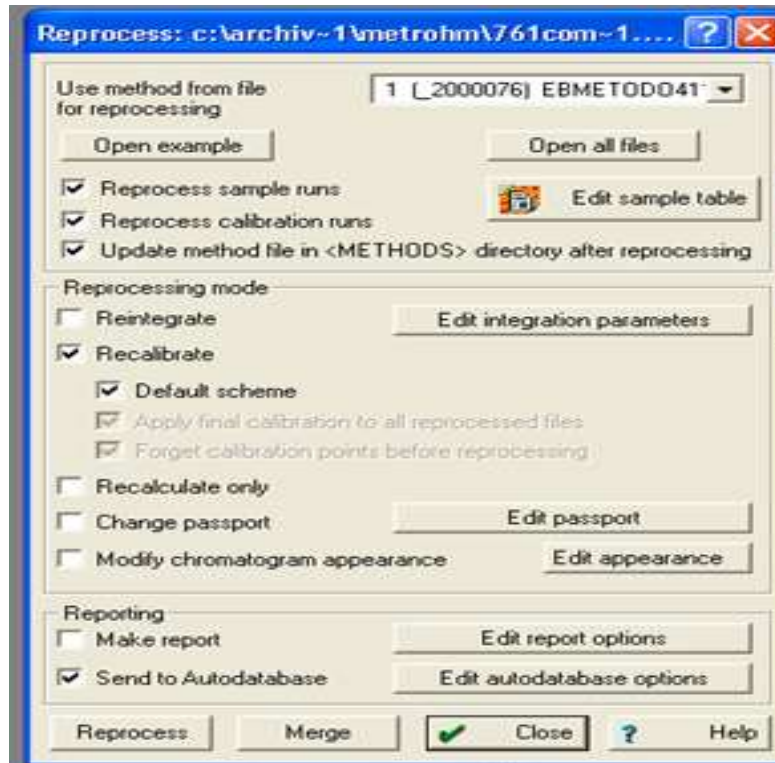 Reprocess: c:\archiv~1\metrohm\761com~1....
Use method from file
for reprocessing
1 (_2000076) EBMETODO41
Open example
Open all files
Reprocess sample runs
Edit sample table
Reprocess calibration runs
Update method file in <METHODS> directory after reprocessing
Reprocessing mode
Reintegrate
Edit integration parameters
Recalibrate
Default scheme
Apply final calibration to all reprocessed files
Forget calibration points before reprocessing
Recalculate only
Change passport
Edit passport
Modify chromatogram appearance
Edit appearance
Reporting
Make report
Edit report options
Send to Autodatabase
Edit autodatabase options
Reprocess
Merge
Close
? Help